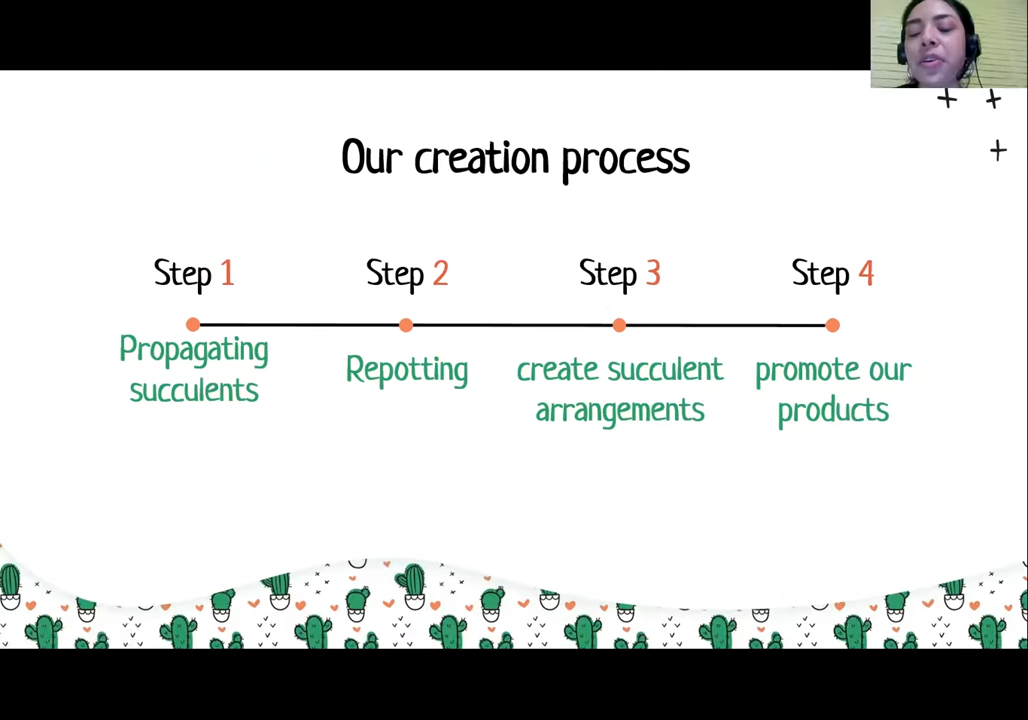 Our creation process
Step 1
Step 2
Step 3
Step 4
Propagating
succulents
Repotting
create succulent
arrangements
promote our
products